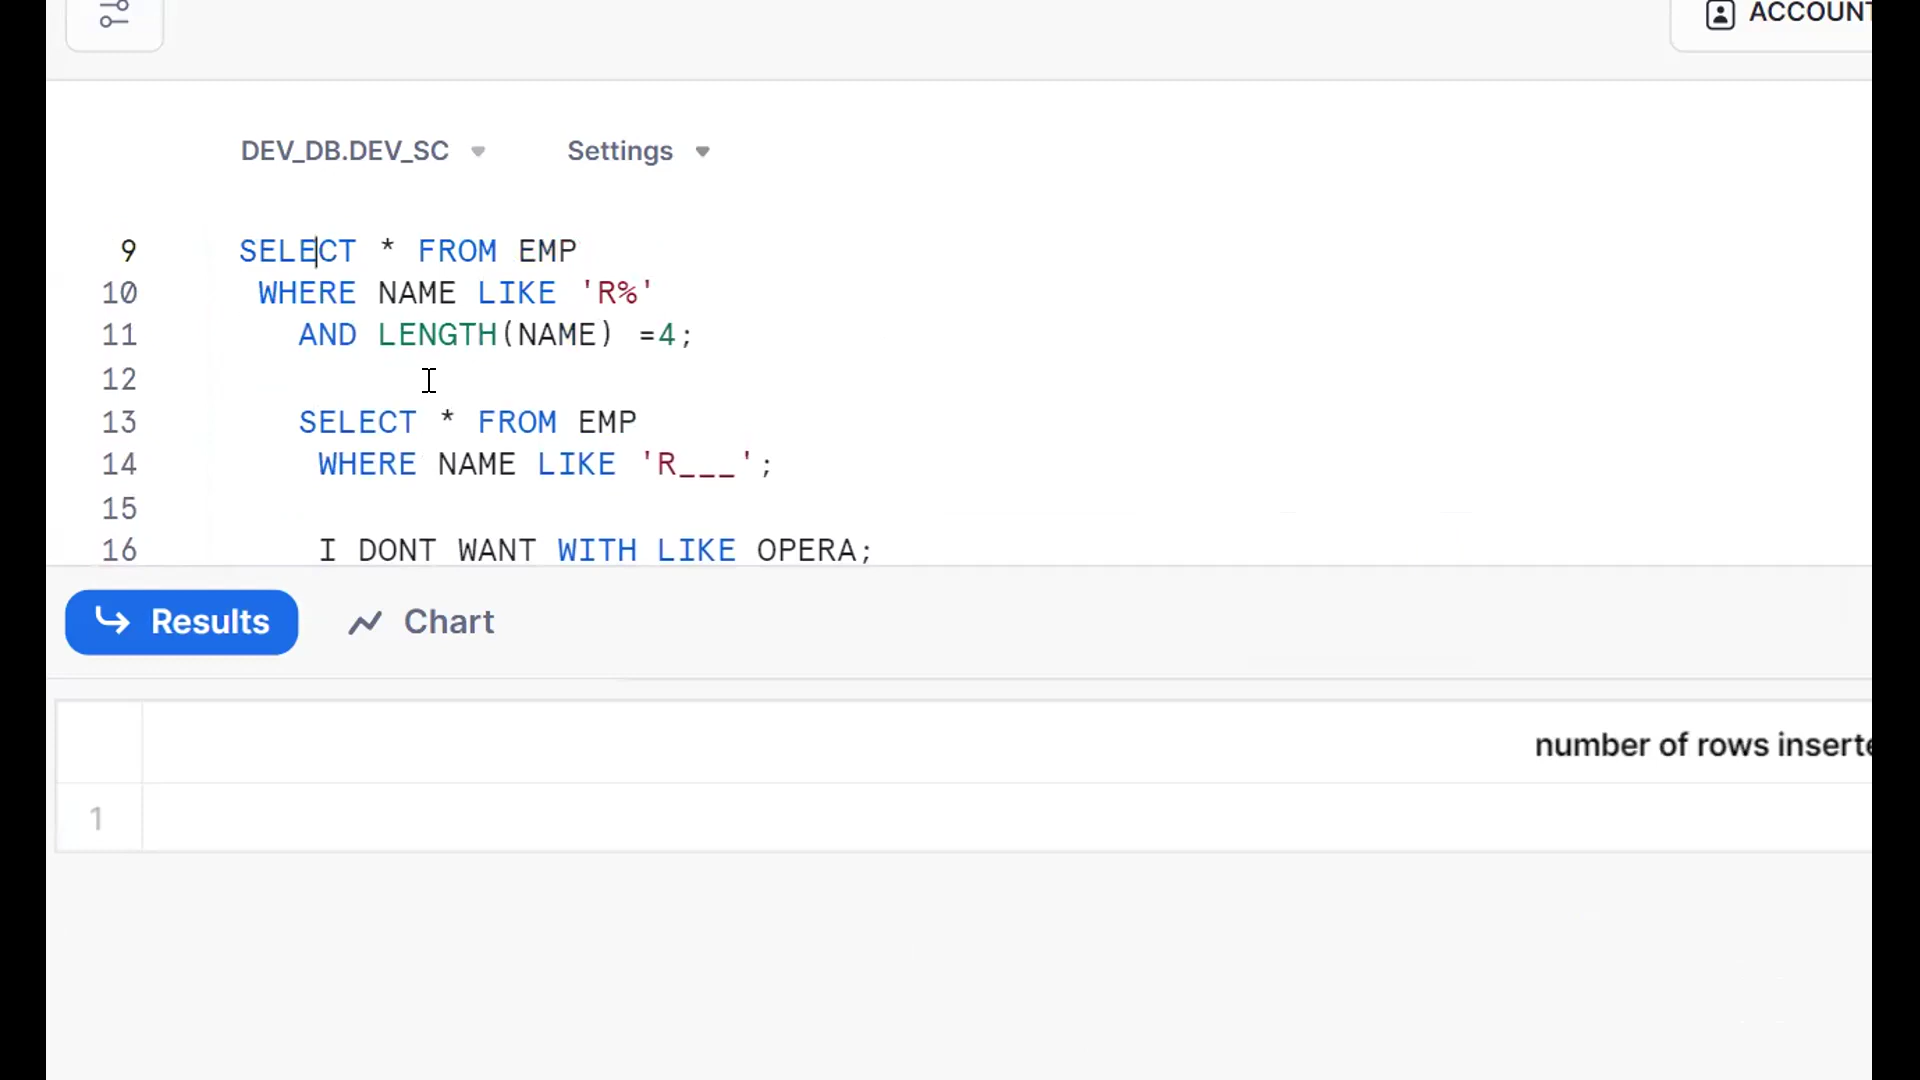 ACCOUNT
DEV_DB.DEV_SC Settings
9 SELECT * FROM EMP
10 WHERE NAME LIKE 'R%'
11 AND LENGTH(NAME) =4;
12
13 SELECT * FROM EMP
14 WHERE NAME LIKE 'R___';
15
16 I DONT WANT WITH LIKE OPERA;
Results Chart
number of rows inserte
1